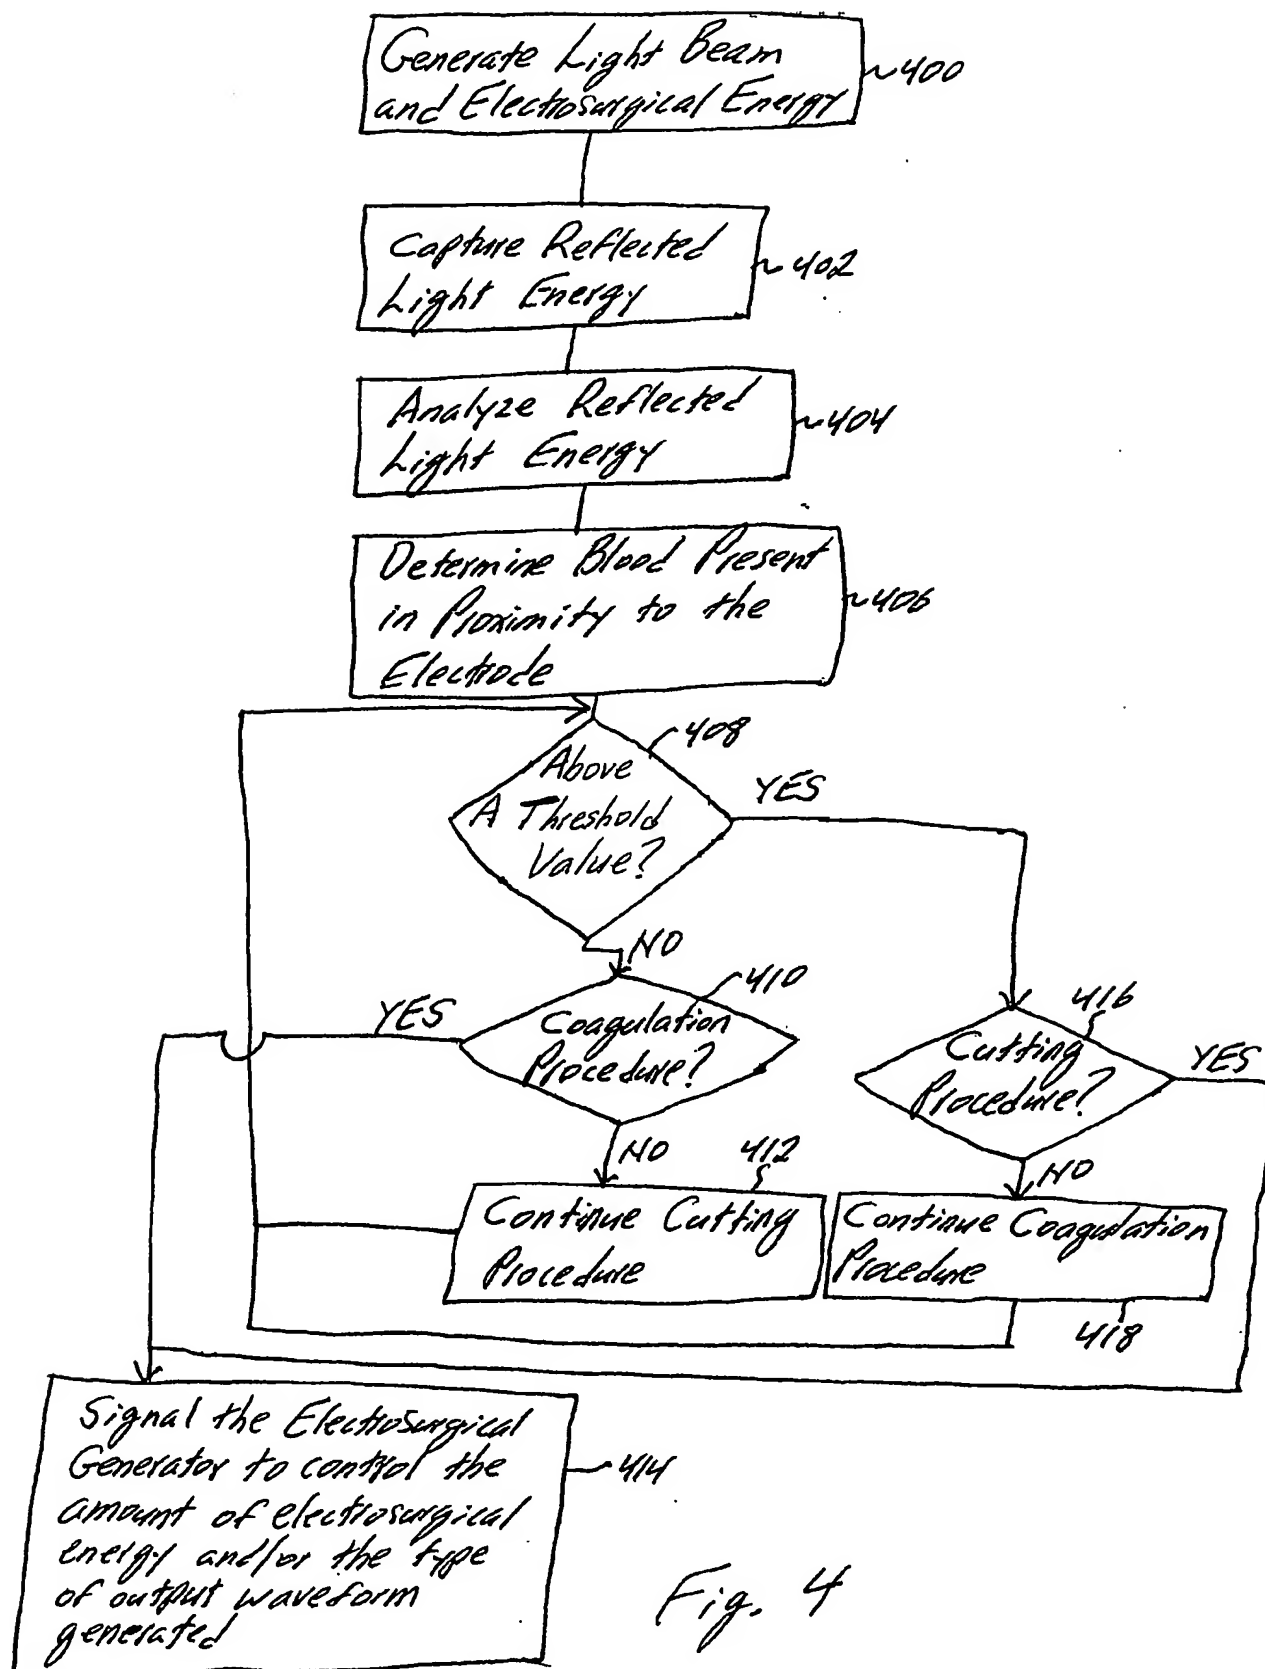 Generate Light Beam
and Electrosurgical Energy
400
Capture Reflected
Light Energy
402
Analyze Reflected
Light Energy
404
Determine Blood Present
in Proximity to the
Electrode
406
408
Above
A Threshold
Value?
YES
NO
410
YES
Coagulation
Procedure?
416
Cutting
Procedure?
YES
NO
412
NO
Continue Cutting
Procedure
Continue Coagulation
Procedure
418
Signal the Electrosurgical
Generator to control the
amount of electrosurgical
energy and/or the type
of output waveform
generated
414
Fig. 4